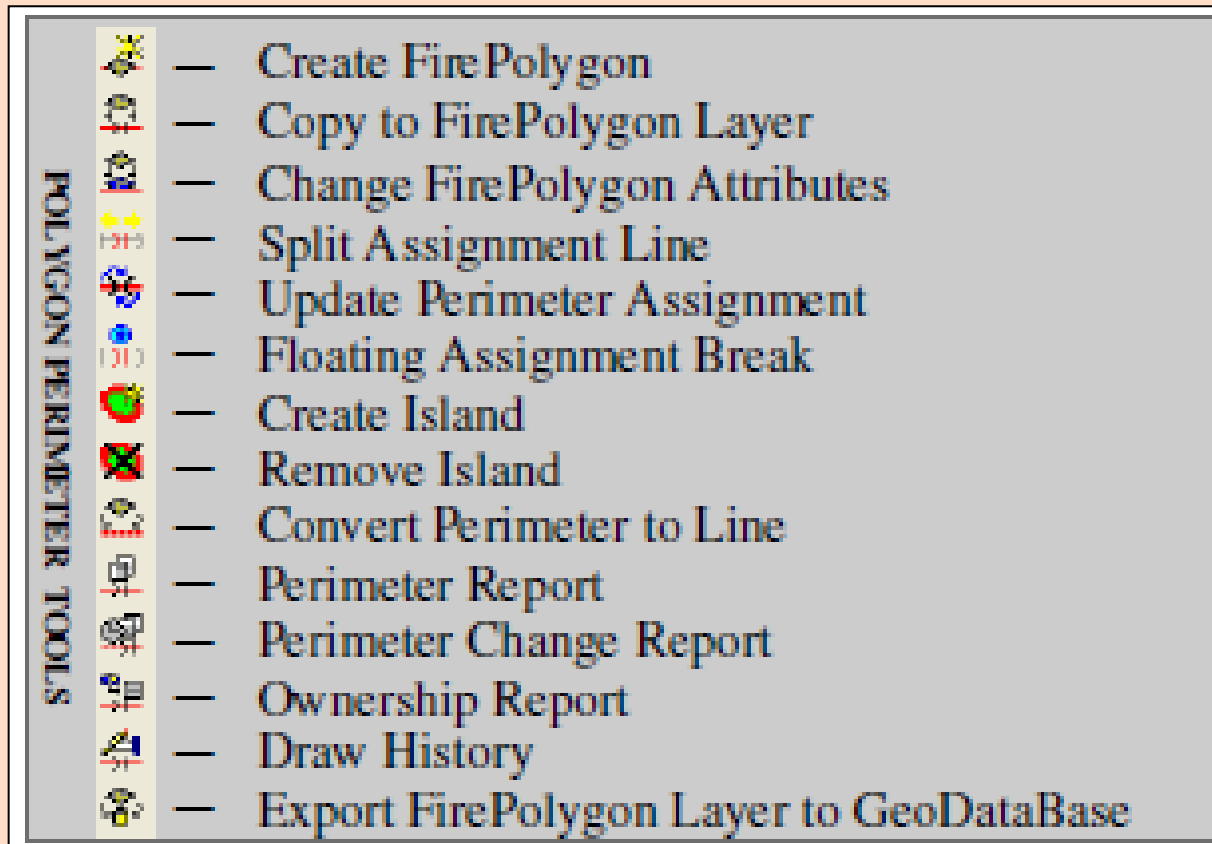 POLYGON PERIMETER TOOLS
— Create FirePolygon
— Copy to FirePolygon Layer
— Change FirePolygon Attributes
— Split Assignment Line
— Update Perimeter Assignment
— Floating Assignment Break
— Create Island
— Remove Island
— Convert Perimeter to Line
— Perimeter Report
— Perimeter Change Report
— Ownership Report
— Draw History
— Export FirePolygon Layer to GeoDataBase